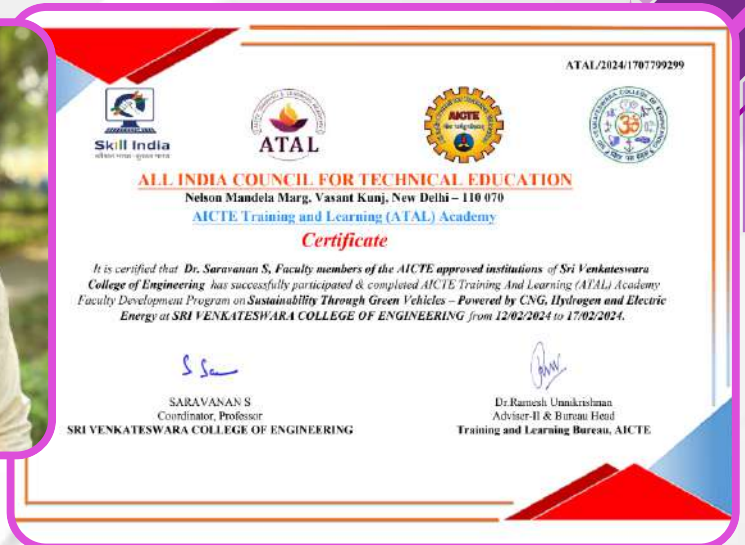 ATAL/2024/1707799299
Skill India
कौशल भारत - कुशल भारत
ATAL
AICTE
ALL INDIA COUNCIL FOR TECHNICAL EDUCATION
Nelson Mandela Marg, Vasant Kunj, New Delhi – 110 070
AICTE Training and Learning (ATAL) Academy
Certificate
It is certified that Dr. Saravanan S, Faculty members of the AICTE approved institutions of Sri Venkateswara
College of Engineering has successfully participated & completed AICTE Training And Learning (ATAL) Academy
Faculty Development Program on Sustainability Through Green Vehicles – Powered by CNG, Hydrogen and Electric
Energy at SRI VENKATESWARA COLLEGE OF ENGINEERING from 12/02/2024 to 17/02/2024.
SARAVANAN S
Coordinator, Professor
SRI VENKATESWARA COLLEGE OF ENGINEERING
Dr.Ramesh Unnikrishnan
Adviser-II & Bureau Head
Training and Learning Bureau, AICTE